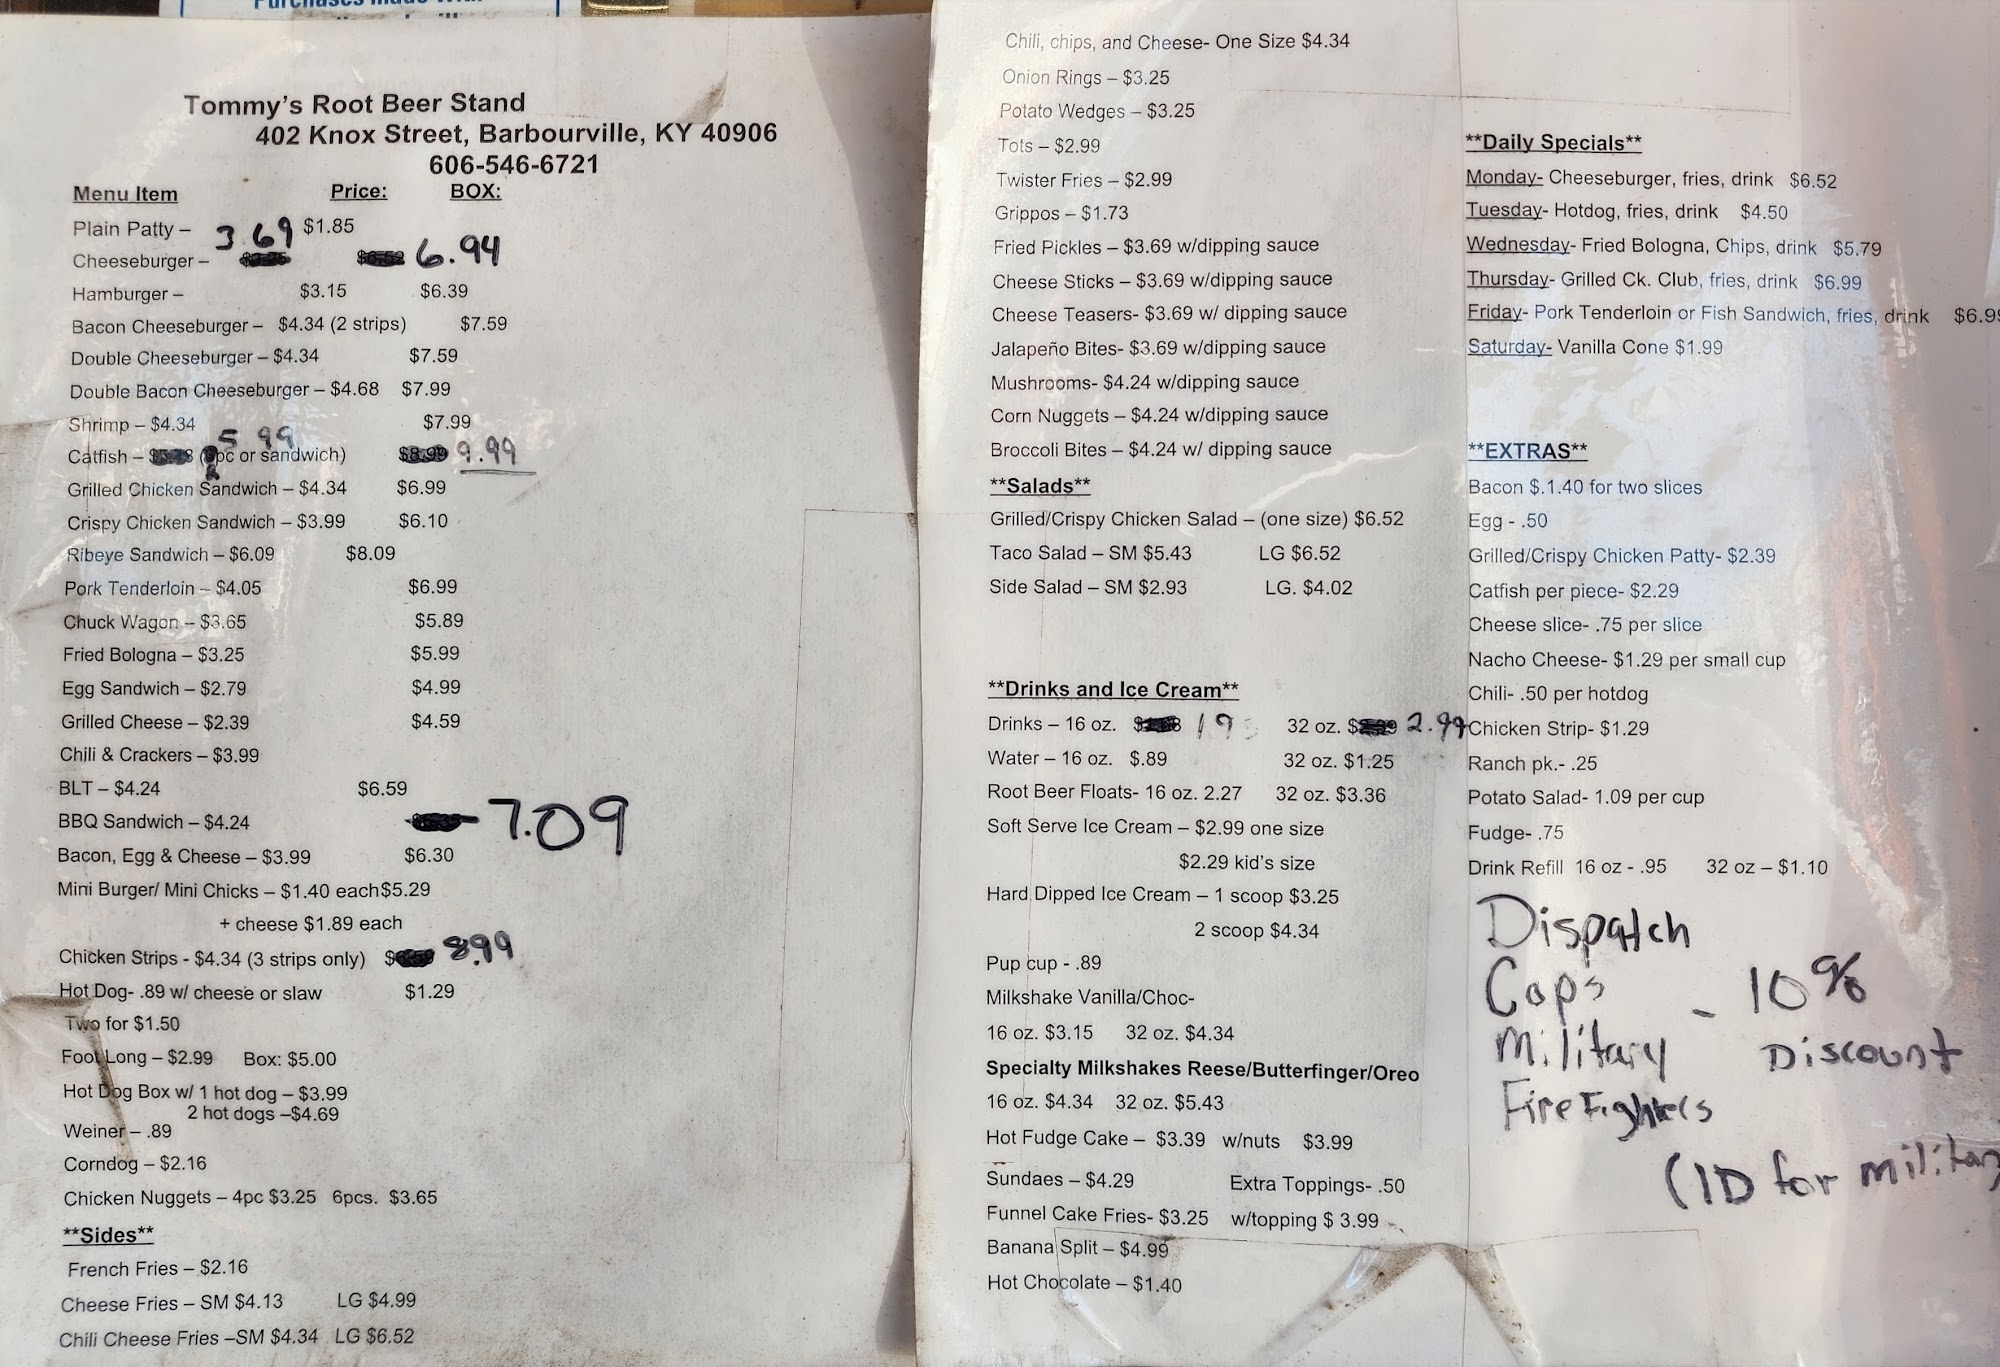 Purchases made with
Tommy's Root Beer Stand
402 Knox Street, Barbourville, KY 40906
606-546-6721
Menu Item Price: BOX:
Plain Patty – $1.85
Cheeseburger – 3.69 6.94
Hamburger – $3.15 $6.39
Bacon Cheeseburger – $4.34 (2 strips) $7.59
Double Cheeseburger – $4.34 $7.59
Double Bacon Cheeseburger – $4.68 $7.99
Shrimp – $4.34 $7.99
Catfish – 5.99 (2pc or sandwich) $8.99 9.99
Grilled Chicken Sandwich – $4.34 $6.99
Crispy Chicken Sandwich – $3.99 $6.10
Ribeye Sandwich – $6.09 $8.09
Pork Tenderloin – $4.05 $6.99
Chuck Wagon – $3.65 $5.89
Fried Bologna – $3.25 $5.99
Egg Sandwich – $2.79 $4.99
Grilled Cheese – $2.39 $4.59
Chili & Crackers – $3.99
BLT – $4.24 $6.59
BBQ Sandwich – $4.24 7.09
Bacon, Egg & Cheese – $3.99 $6.30
Mini Burger/ Mini Chicks – $1.40 each $5.29
+ cheese $1.89 each
Chicken Strips - $4.34 (3 strips only) 8.99
Hot Dog- .89 w/ cheese or slaw $1.29
Two for $1.50
Foot Long – $2.99 Box: $5.00
Hot Dog Box w/ 1 hot dog – $3.99
2 hot dogs –$4.69
Weiner – .89
Corndog – $2.16
Chicken Nuggets – 4pc $3.25 6pcs. $3.65
**Sides**
French Fries – $2.16
Cheese Fries – SM $4.13 LG $4.99
Chili Cheese Fries –SM $4.34 LG $6.52
Chili, chips, and Cheese- One Size $4.34
Onion Rings – $3.25
Potato Wedges – $3.25
Tots – $2.99
Twister Fries – $2.99
Grippos – $1.73
Fried Pickles – $3.69 w/dipping sauce
Cheese Sticks – $3.69 w/dipping sauce
Cheese Teasers- $3.69 w/ dipping sauce
Jalapeño Bites- $3.69 w/dipping sauce
Mushrooms- $4.24 w/dipping sauce
Corn Nuggets – $4.24 w/dipping sauce
Broccoli Bites – $4.24 w/ dipping sauce
**Salads**
Grilled/Crispy Chicken Salad – (one size) $6.52
Taco Salad – SM $5.43 LG $6.52
Side Salad – SM $2.93 LG. $4.02
**Drinks and Ice Cream**
Drinks – 16 oz. 32 oz. 2.99
Water – 16 oz. $.89 32 oz. $1.25
Root Beer Floats- 16 oz. 2.27 32 oz. $3.36
Soft Serve Ice Cream – $2.99 one size
$2.29 kid's size
Hard Dipped Ice Cream – 1 scoop $3.25
2 scoop $4.34
Pup cup - .89
Milkshake Vanilla/Choc-
16 oz. $3.15 32 oz. $4.34
Specialty Milkshakes Reese/Butterfinger/Oreo
16 oz. $4.34 32 oz. $5.43
Hot Fudge Cake – $3.39 w/nuts $3.99
Sundaes – $4.29 Extra Toppings- .50
Funnel Cake Fries- $3.25 w/topping $ 3.99
Banana Split – $4.99
Hot Chocolate – $1.40
**Daily Specials**
Monday- Cheeseburger, fries, drink $6.52
Tuesday- Hotdog, fries, drink $4.50
Wednesday- Fried Bologna, Chips, drink $5.79
Thursday- Grilled Ck. Club, fries, drink $6.99
Friday- Pork Tenderloin or Fish Sandwich, fries, drink $6.99
Saturday- Vanilla Cone $1.99
**EXTRAS**
Bacon $.1.40 for two slices
Egg - .50
Grilled/Crispy Chicken Patty- $2.39
Catfish per piece- $2.29
Cheese slice- .75 per slice
Nacho Cheese- $1.29 per small cup
Chili- .50 per hotdog
Chicken Strip- $1.29
Ranch pk.- .25
Potato Salad- 1.09 per cup
Fudge- .75
Drink Refill 16 oz - .95 32 oz – $1.10
Dispatch
Cops - 10%
Military Discount
FireFighters
(ID for military